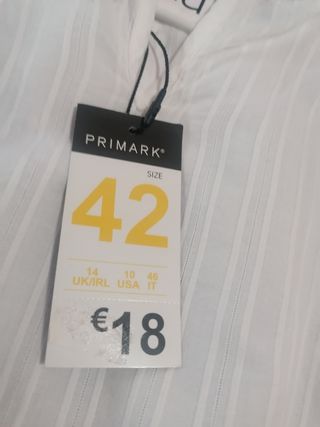 PRIMARK®
SIZE
42
14 10 46
UK/IRL USA IT
€18